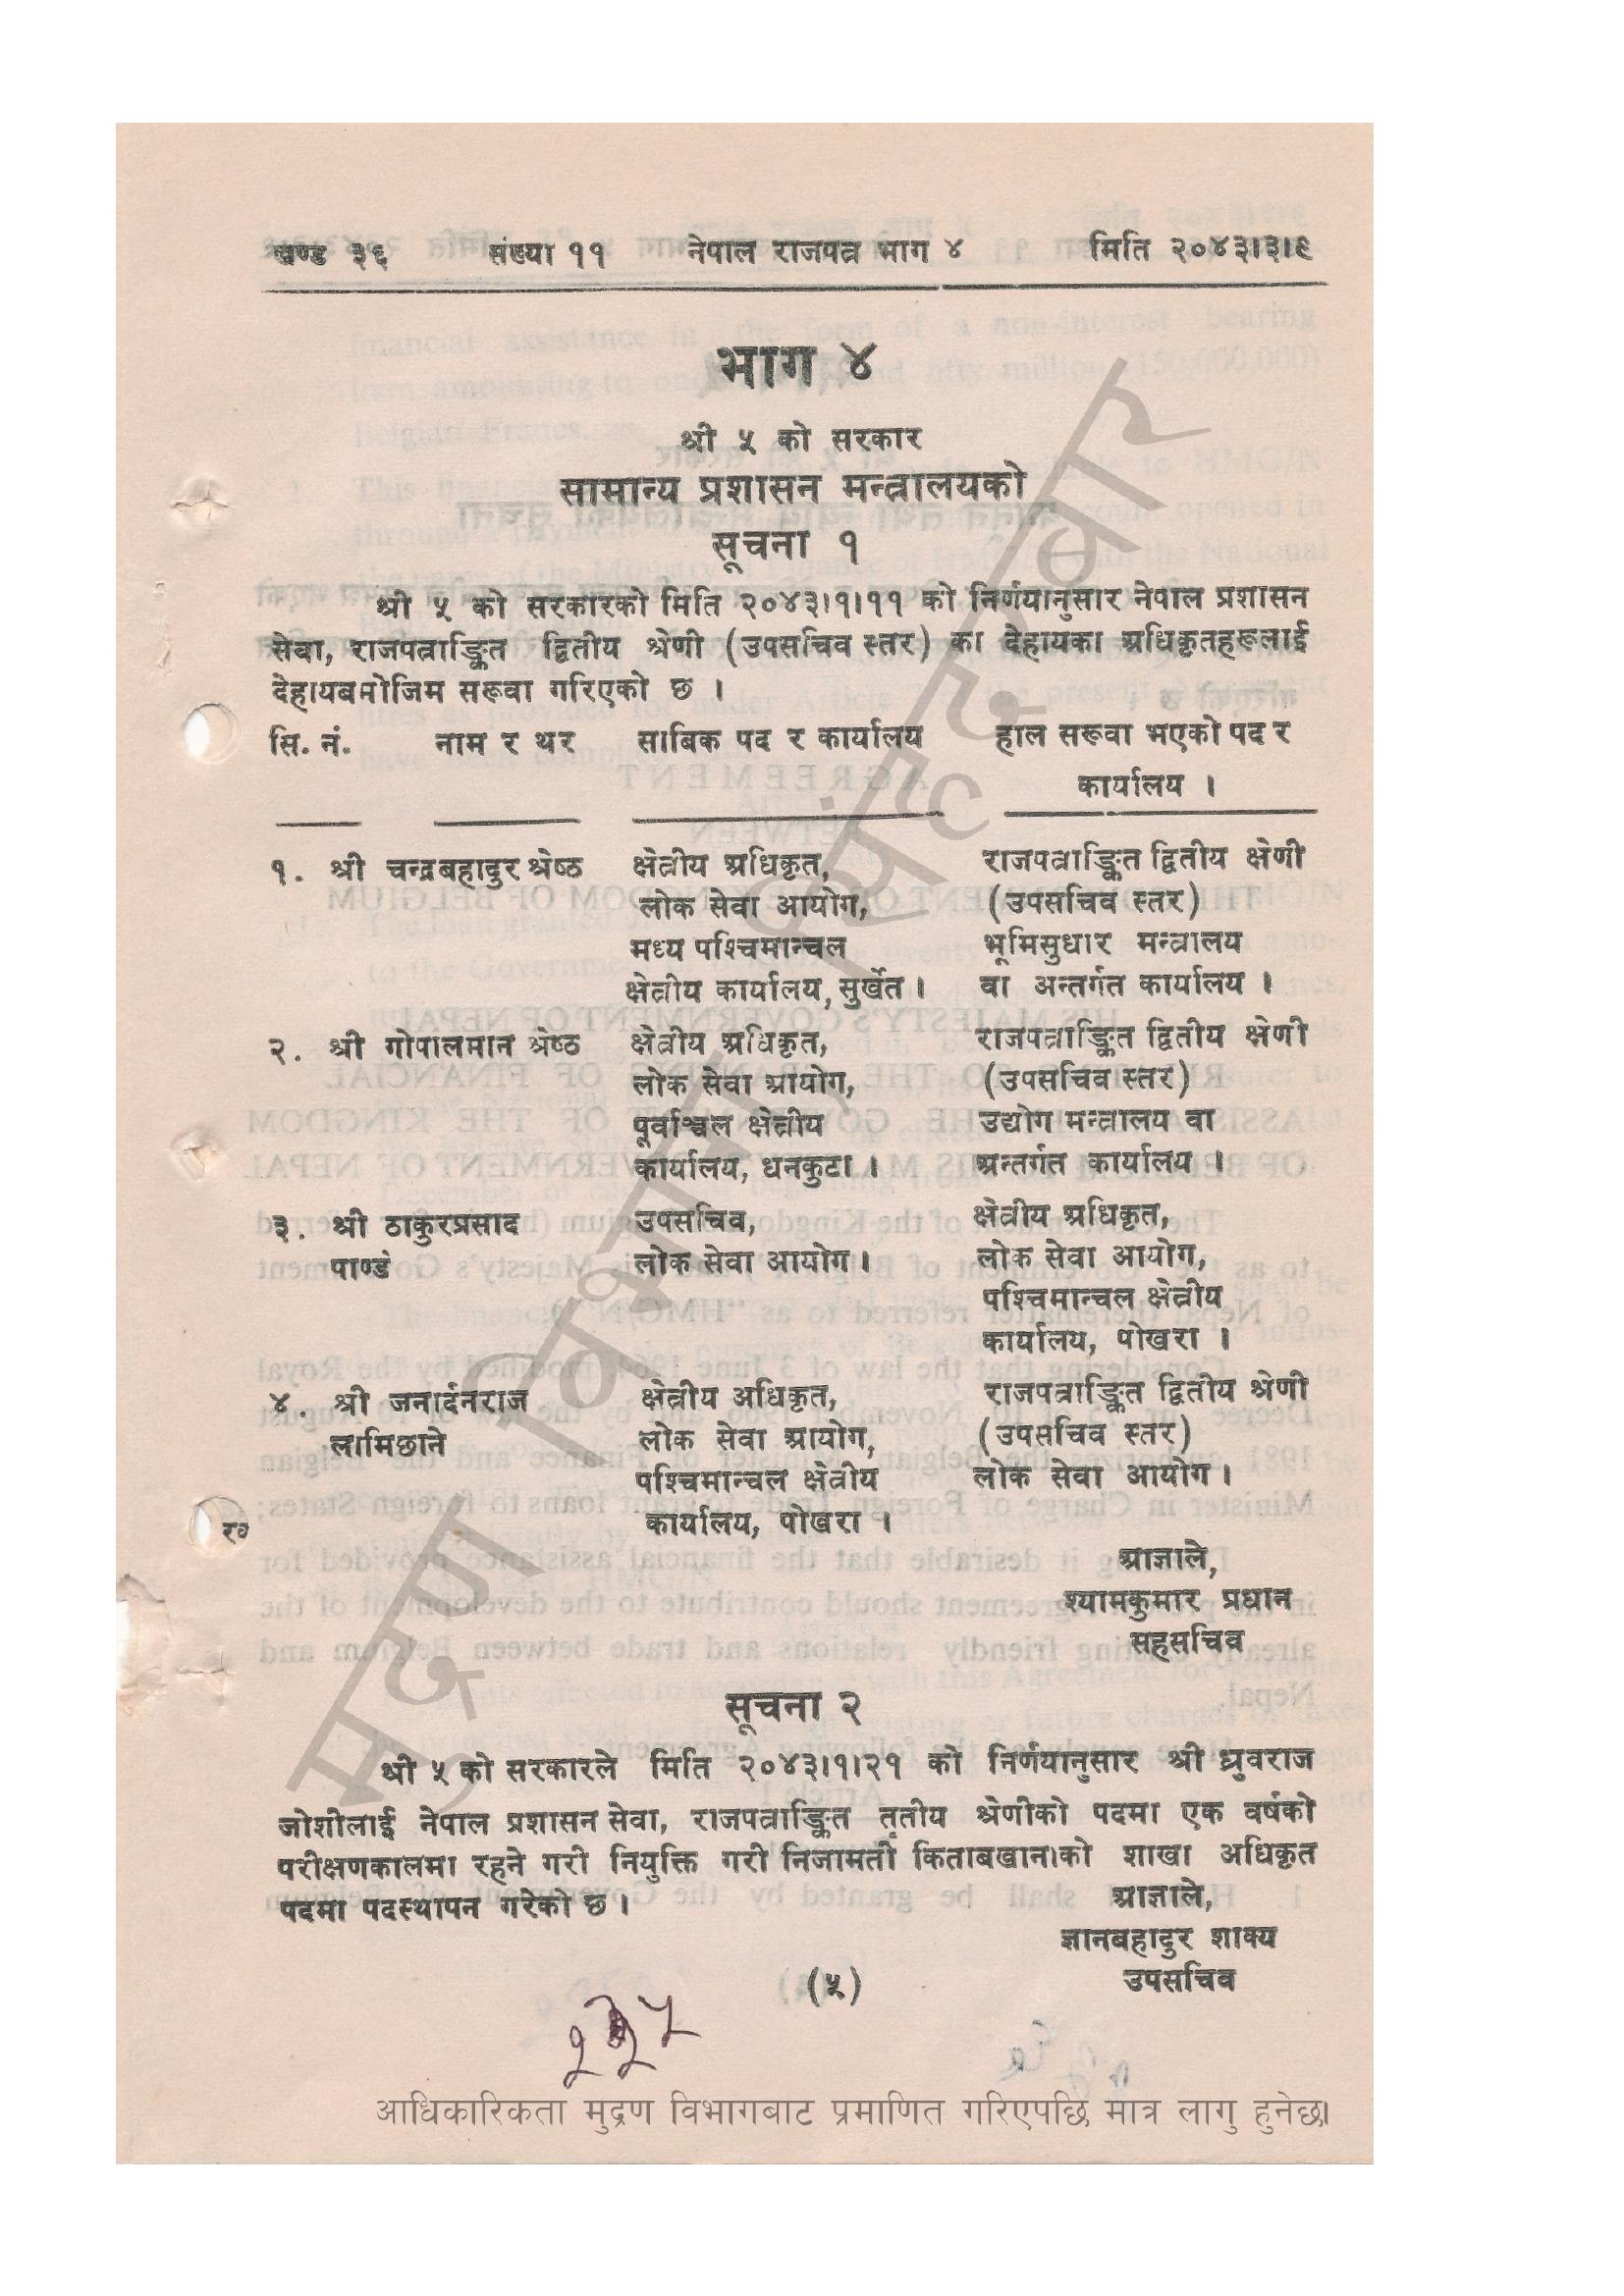 खण्ड ३६ संख्या ११ नेपाल राजपत्र भाग ४ मिति २०४३।३।९
भाग ४
श्री ५ को सरकार
सामान्य प्रशासन मन्त्रालयको
सूचना १
श्री ५ को सरकारको मिति २०४३।१।११ को निर्णयानुसार नेपाल प्रशासन
सेवा, राजपत्राङ्कित द्वितीय श्रेणी (उपसचिव स्तर) का देहायका अधिकृतहरूलाई
देहायबमोजिम सरूवा गरिएको छ ।
सि. नं. नाम र थर साबिक पद र कार्यालय हाल सरूवा भएको पद र
कार्यालय ।
१. श्री चन्द्रबहादुर श्रेष्ठ क्षेत्रीय अधिकृत, राजपत्राङ्कित द्वितीय श्रेणी
लोक सेवा आयोग, (उपसचिव स्तर)
मध्य पश्चिमान्चल भूमिसुधार मन्त्रालय
क्षेत्रीय कार्यालय, सुर्खेत । वा अन्तर्गत कार्यालय ।
२. श्री गोपालमान श्रेष्ठ क्षेत्रीय अधिकृत, राजपत्राङ्कित द्वितीय श्रेणी
लोक सेवा आयोग, (उपसचिव स्तर)
पूर्वाञ्चल क्षेत्रीय उद्योग मन्त्रालय वा
कार्यालय, धनकुटा । अन्तर्गत कार्यालय ।
३. श्री ठाकुरप्रसाद उपसचिव, क्षेत्रीय अधिकृत,
पाण्डे लोक सेवा आयोग । लोक सेवा आयोग,
पश्चिमान्चल क्षेत्रीय
कार्यालय, पोखरा ।
४. श्री जनार्दनराज क्षेत्रीय अधिकृत, राजपत्राङ्कित द्वितीय श्रेणी
लामिछाने लोक सेवा आयोग, (उपसचिव स्तर)
पश्चिमान्चल क्षेत्रीय लोक सेवा आयोग ।
कार्यालय, पोखरा ।
आज्ञाले,
श्यामकुमार प्रधान
सहसचिव
सूचना २
श्री ५ को सरकारले मिति २०४३।१।२१ को निर्णयानुसार श्री ध्रुवराज
जोशीलाई नेपाल प्रशासन सेवा, राजपत्राङ्कित तृतीय श्रेणीको पदमा एक वर्षको
परीक्षणकालमा रहने गरी नियुक्ति गरी निजामती किताबखानाको शाखा अधिकृत
पदमा पदस्थापन गरेको छ ।
आज्ञाले,
ज्ञानबहादुर शाक्य
उपसचिव
(५)
आधिकारिकता मुद्रण विभागबाट प्रमाणित गरिएपछि मात्र लागु हुनेछ।
मुद्रण विभाग, सिंहदरवार